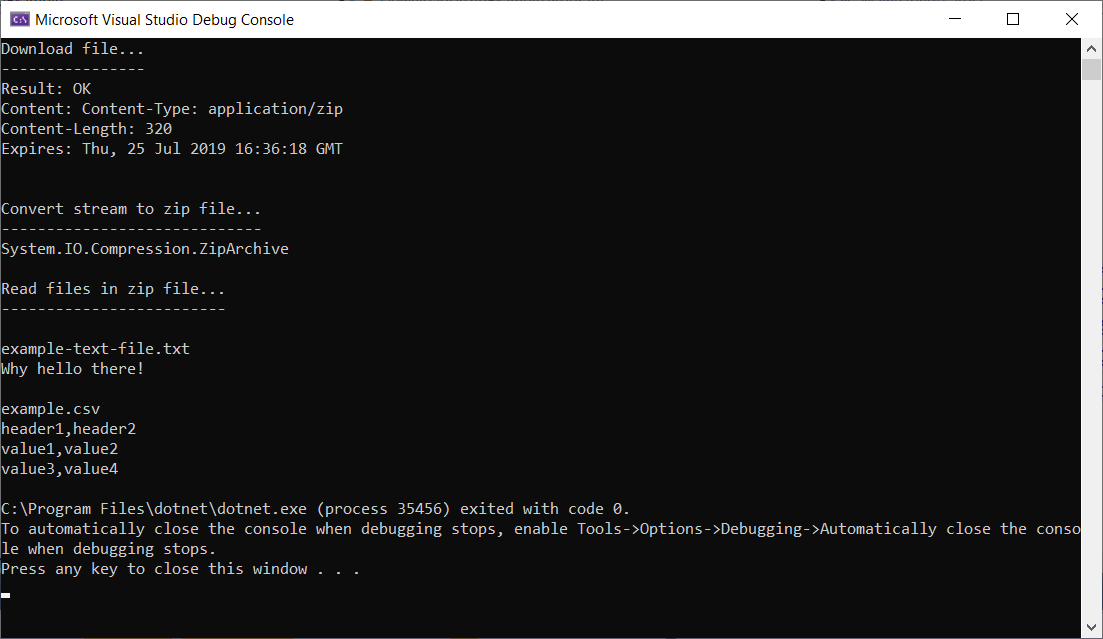 Microsoft Visual Studio Debug Console
Download file...
----------------
Result: OK
Content: Content-Type: application/zip
Content-Length: 320
Expires: Thu, 25 Jul 2019 16:36:18 GMT
Convert stream to zip file...
-----------------------------
System.IO.Compression.ZipArchive
Read files in zip file...
-------------------------
example-text-file.txt
Why hello there!
example.csv
header1,header2
value1,value2
value3,value4
C:\Program Files\dotnet\dotnet.exe (process 35456) exited with code 0.
To automatically close the console when debugging stops, enable Tools->Options->Debugging->Automatically close the conso
le when debugging stops.
Press any key to close this window . . .